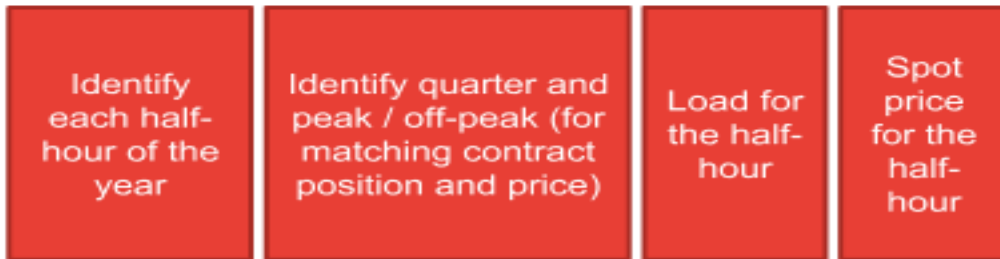 Identify
each half-
hour of the
year
Identify quarter and
peak / off-peak (for
matching contract
position and price)
Load for
the half-
hour
Spot
price
for the
half-
hour